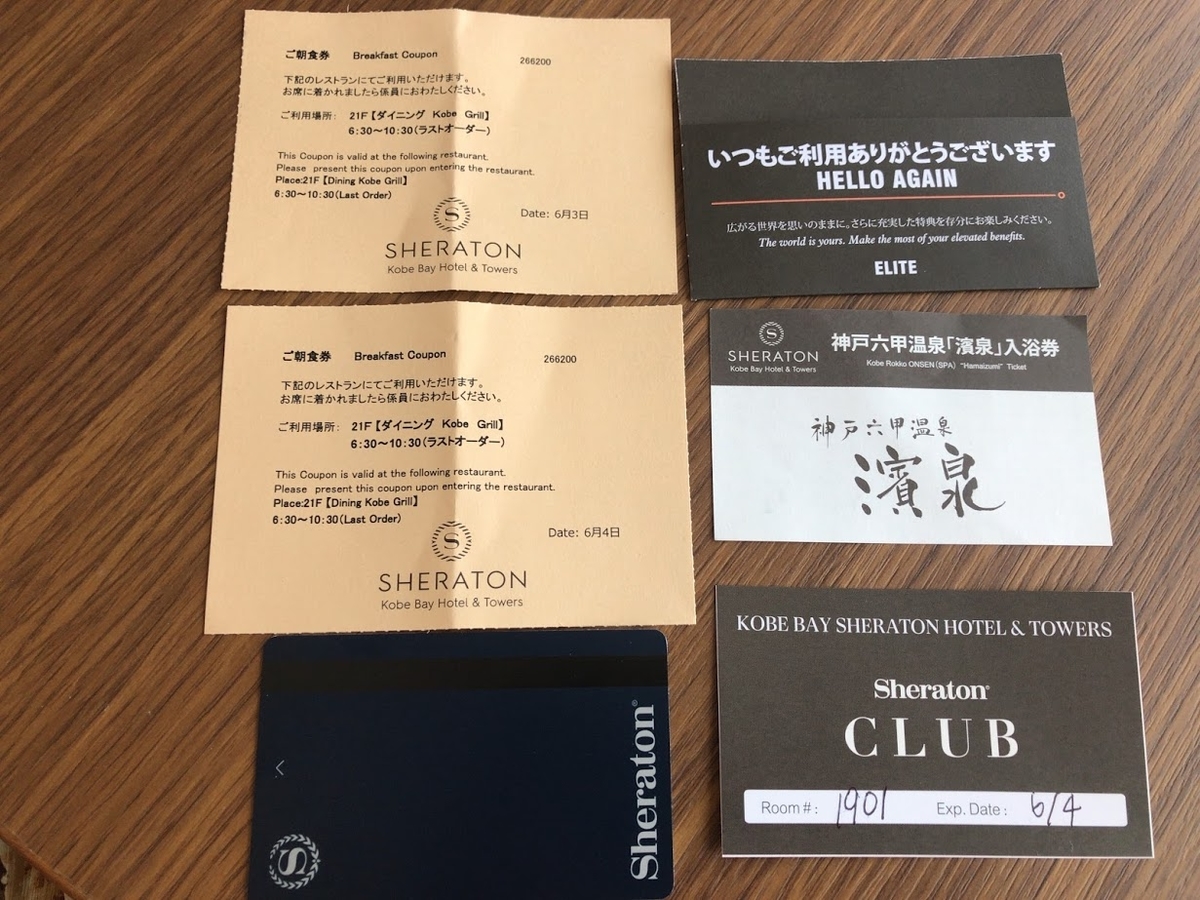 ご朝食券 Breakfast Coupon 266200
下記のレストランにてご利用いただけます。
お席に着かれましたら係員におわたしください。
ご利用場所: 21F【ダイニング Kobe Grill】
6:30～10:30(ラストオーダー)
This Coupon is valid at the following restaurant.
Please present this coupon upon entering the restaurant.
Place:21F【Dining Kobe Grill】
6:30～10:30(Last Order)
Date: 6月3日
S
SHERATON
Kobe Bay Hotel & Towers
ご朝食券 Breakfast Coupon 266200
下記のレストランにてご利用いただけます。
お席に着かれましたら係員におわたしください。
ご利用場所: 21F【ダイニング Kobe Grill】
6:30～10:30(ラストオーダー)
This Coupon is valid at the following restaurant.
Please present this coupon upon entering the restaurant.
Place:21F【Dining Kobe Grill】
6:30～10:30(Last Order)
Date: 6月4日
S
SHERATON
Kobe Bay Hotel & Towers
Sheraton®
S
いつもご利用ありがとうございます
HELLO AGAIN
広がる世界を思いのままに。さらに充実した特典を存分にお楽しみください。
The world is yours. Make the most of your elevated benefits.
ELITE
S
SHERATON
Kobe Bay Hotel & Towers
神戸六甲温泉「濱泉」入浴券
Kobe Rokko ONSEN(SPA) "Hamaizumi" Ticket
神戸六甲温泉
濱泉
KOBE BAY SHERATON HOTEL & TOWERS
Sheraton®
CLUB
Room#: 1901 Exp. Date: 6/4